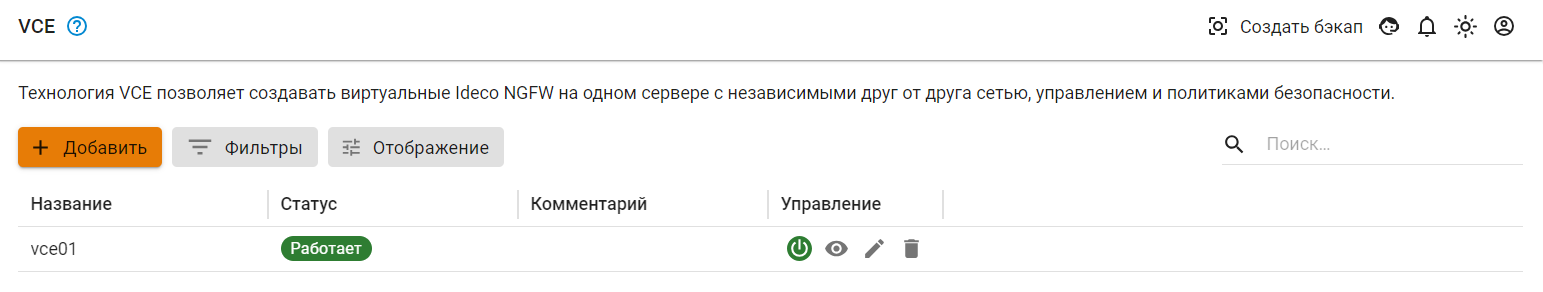 VCE ? Создать бэкап
Технология VCE позволяет создавать виртуальные Ideco NGFW на одном сервере с независимыми друг от друга сетью, управлением и политиками безопасности.
+ Добавить Фильтры Отображение Поиск...
Название Статус Комментарий Управление
vce01 Работает